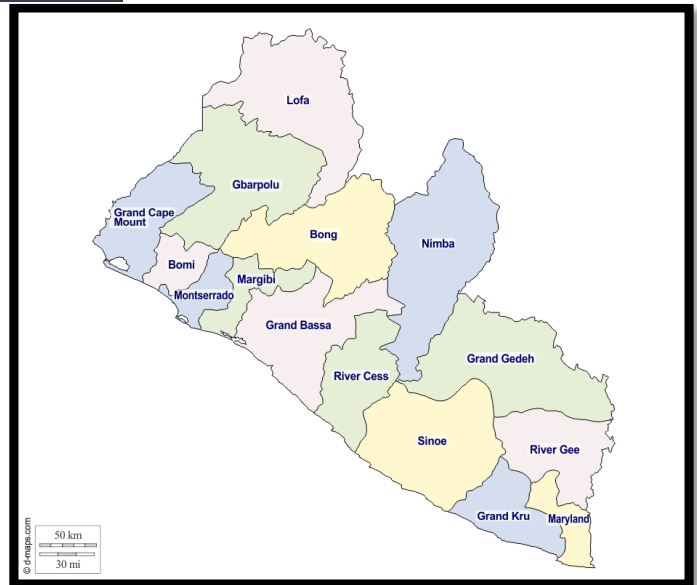 Lofa
Gbarpolu
Grand Cape
Mount
Bong
Nimba
Bomi
Margibi
Montserrado
Grand Bassa
Grand Gedeh
River Cess
Sinoe
River Gee
Grand Kru
Maryland
50 km
30 mi
© d-maps.com